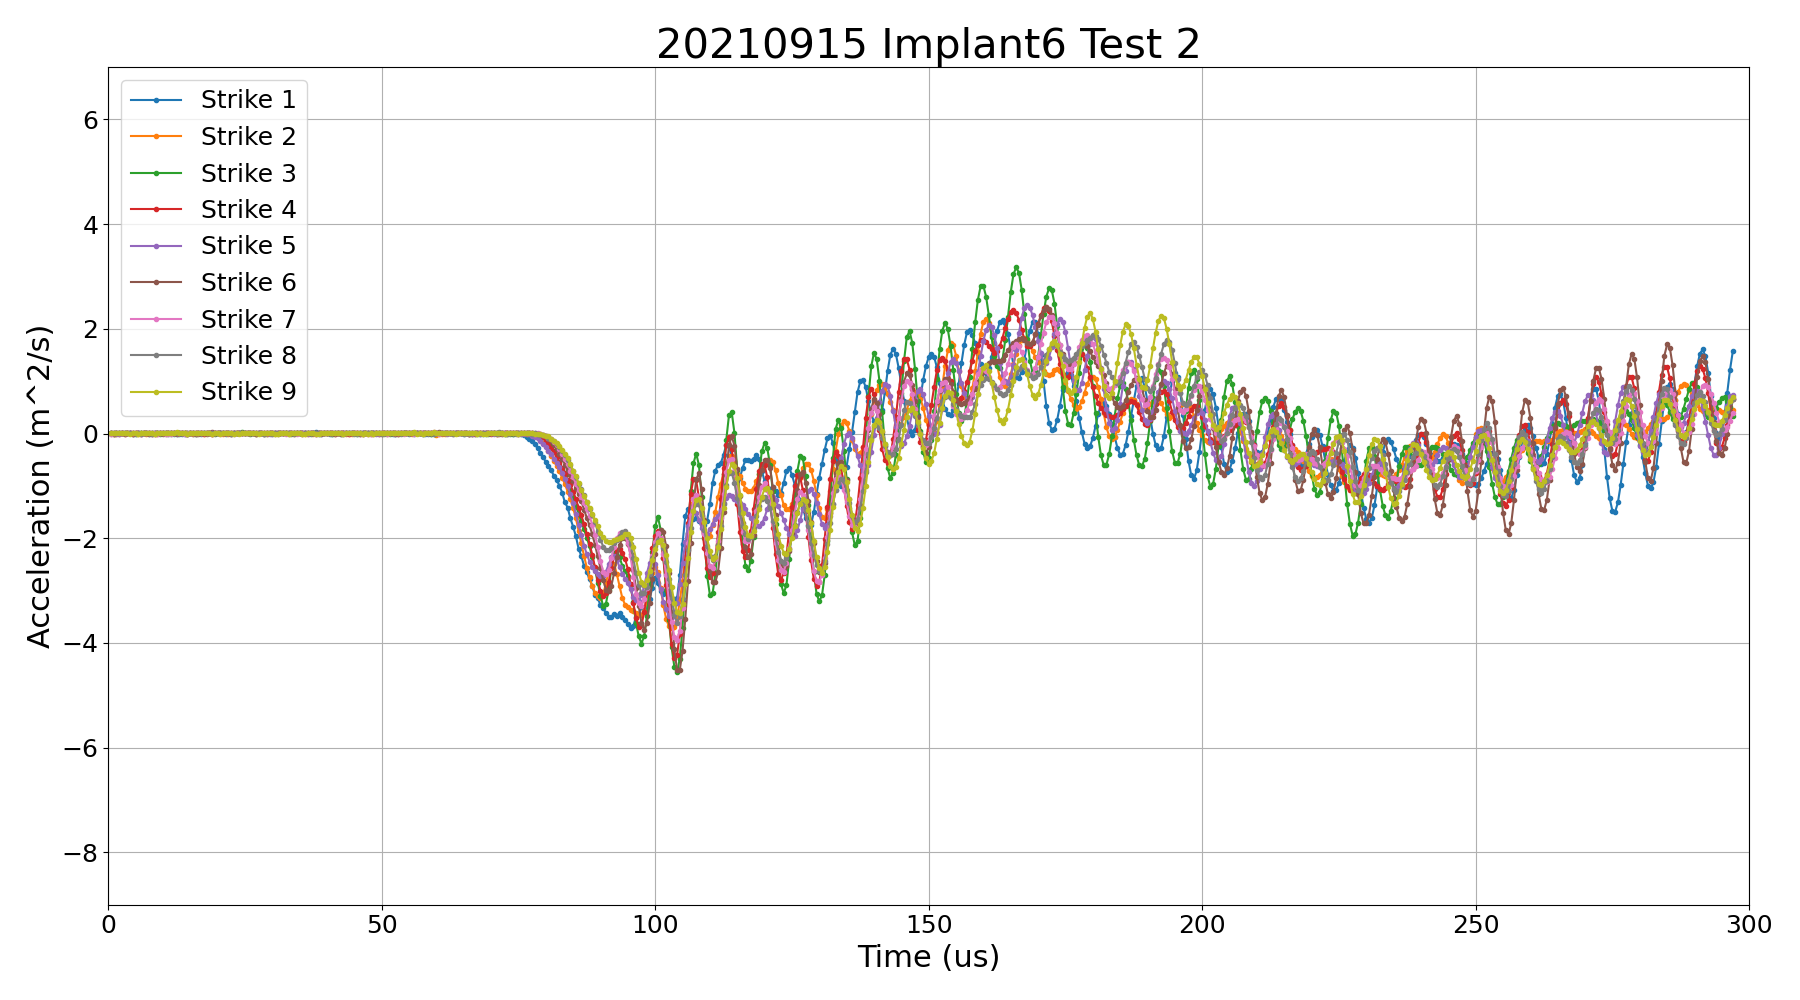 20210915 Implant6 Test 2
Strike 1
Strike 2
Strike 3
Strike 4
Strike 5
Strike 6
Strike 7
Strike 8
Strike 9
Acceleration (m^2/s)
6
4
2
0
−2
−4
−6
−8
0 50 100 150 200 250 300
Time (us)